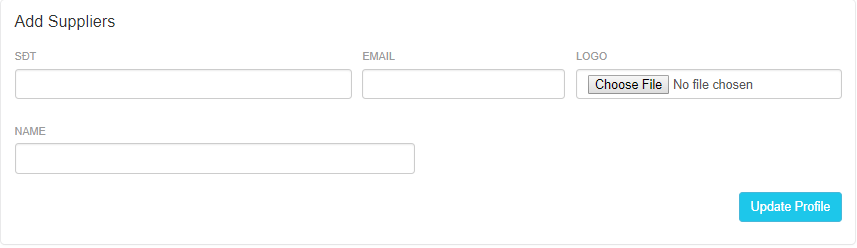 Add Suppliers
SĐT EMAIL LOGO
Choose File No file chosen
NAME
Update Profile